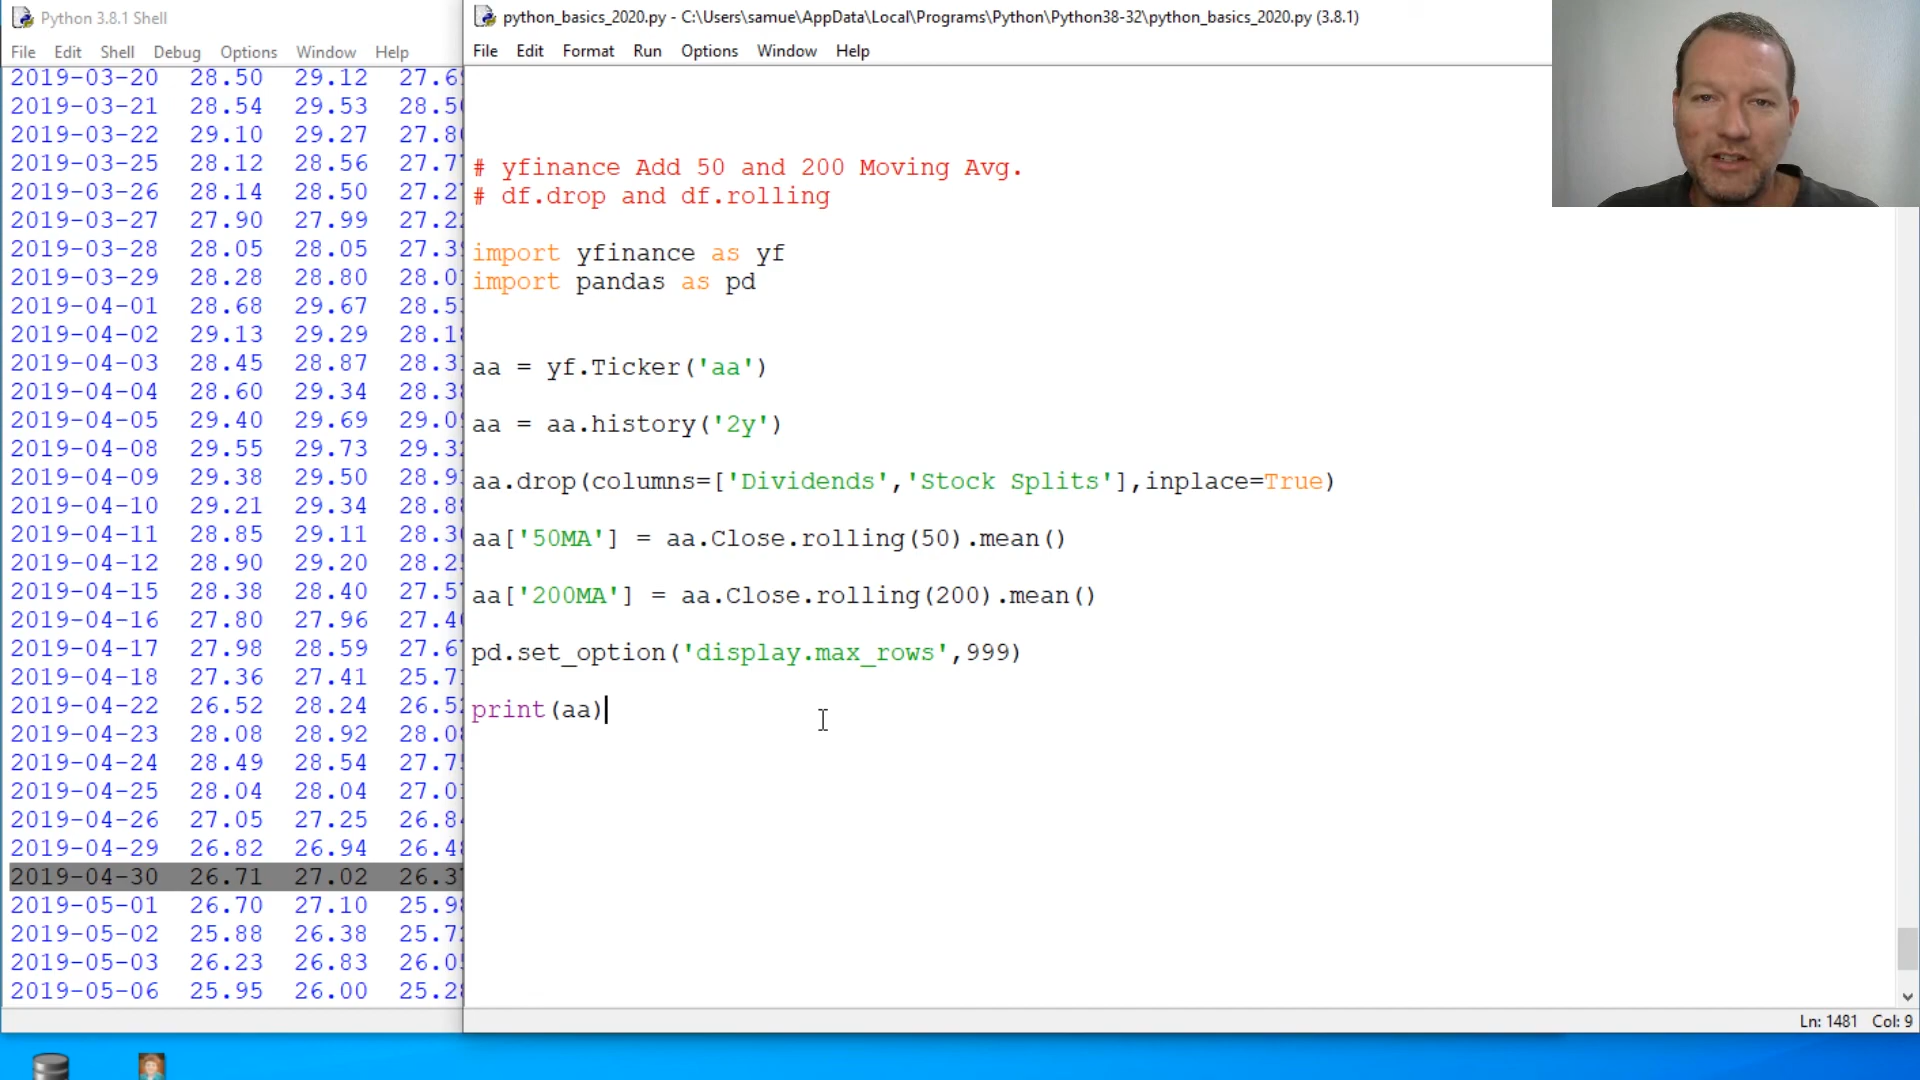 Python 3.8.1 Shell
File Edit Shell Debug Options Window Help
2019-03-20 28.50 29.12
2019-03-21 28.54 29.53
2019-03-22 29.10 29.27
2019-03-25 28.12 28.56
2019-03-26 28.14 28.50
2019-03-27 27.90 27.99
2019-03-28 28.05 28.05
2019-03-29 28.28 28.80
2019-04-01 28.68 29.67
2019-04-02 29.13 29.29
2019-04-03 28.45 28.87
2019-04-04 28.60 29.34
2019-04-05 29.40 29.69
2019-04-08 29.55 29.73
2019-04-09 29.38 29.50
2019-04-10 29.21 29.34
2019-04-11 28.85 29.11
2019-04-12 28.90 29.20
2019-04-15 28.38 28.40
2019-04-16 27.80 27.96
2019-04-17 27.98 28.59
2019-04-18 27.36 27.41
2019-04-22 26.52 28.24
2019-04-23 28.08 28.92
2019-04-24 28.49 28.54
2019-04-25 28.04 28.04
2019-04-26 27.05 27.25
2019-04-29 26.82 26.94
2019-04-30 26.71 27.02
2019-05-01 26.70 27.10
2019-05-02 25.88 26.38
2019-05-03 26.23 26.83
2019-05-06 25.95 26.00
python_basics_2020.py - C:\Users\samue\AppData\Local\Programs\Python\Python38-32\python_basics_2020.py (3.8.1)
File Edit Format Run Options Window Help
# yfinance Add 50 and 200 Moving Avg.
# df.drop and df.rolling
import yfinance as yf
import pandas as pd
aa = yf.Ticker('aa')
aa = aa.history('2y')
aa.drop(columns=['Dividends','Stock Splits'],inplace=True)
aa['50MA'] = aa.Close.rolling(50).mean()
aa['200MA'] = aa.Close.rolling(200).mean()
pd.set_option('display.max_rows',999)
print(aa)
Ln: 1481 Col: 9